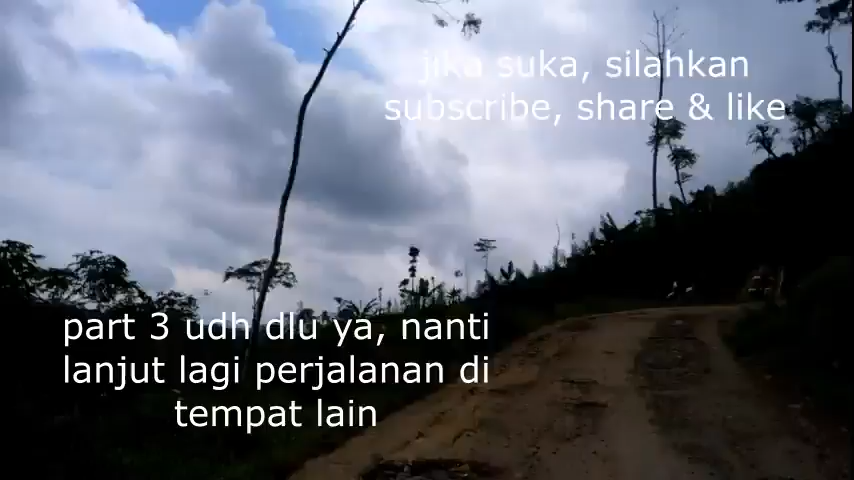 jika suka, silahkan
subscribe, share & like
part 3 udh dlu ya, nanti
lanjut lagi perjalanan di
tempat lain